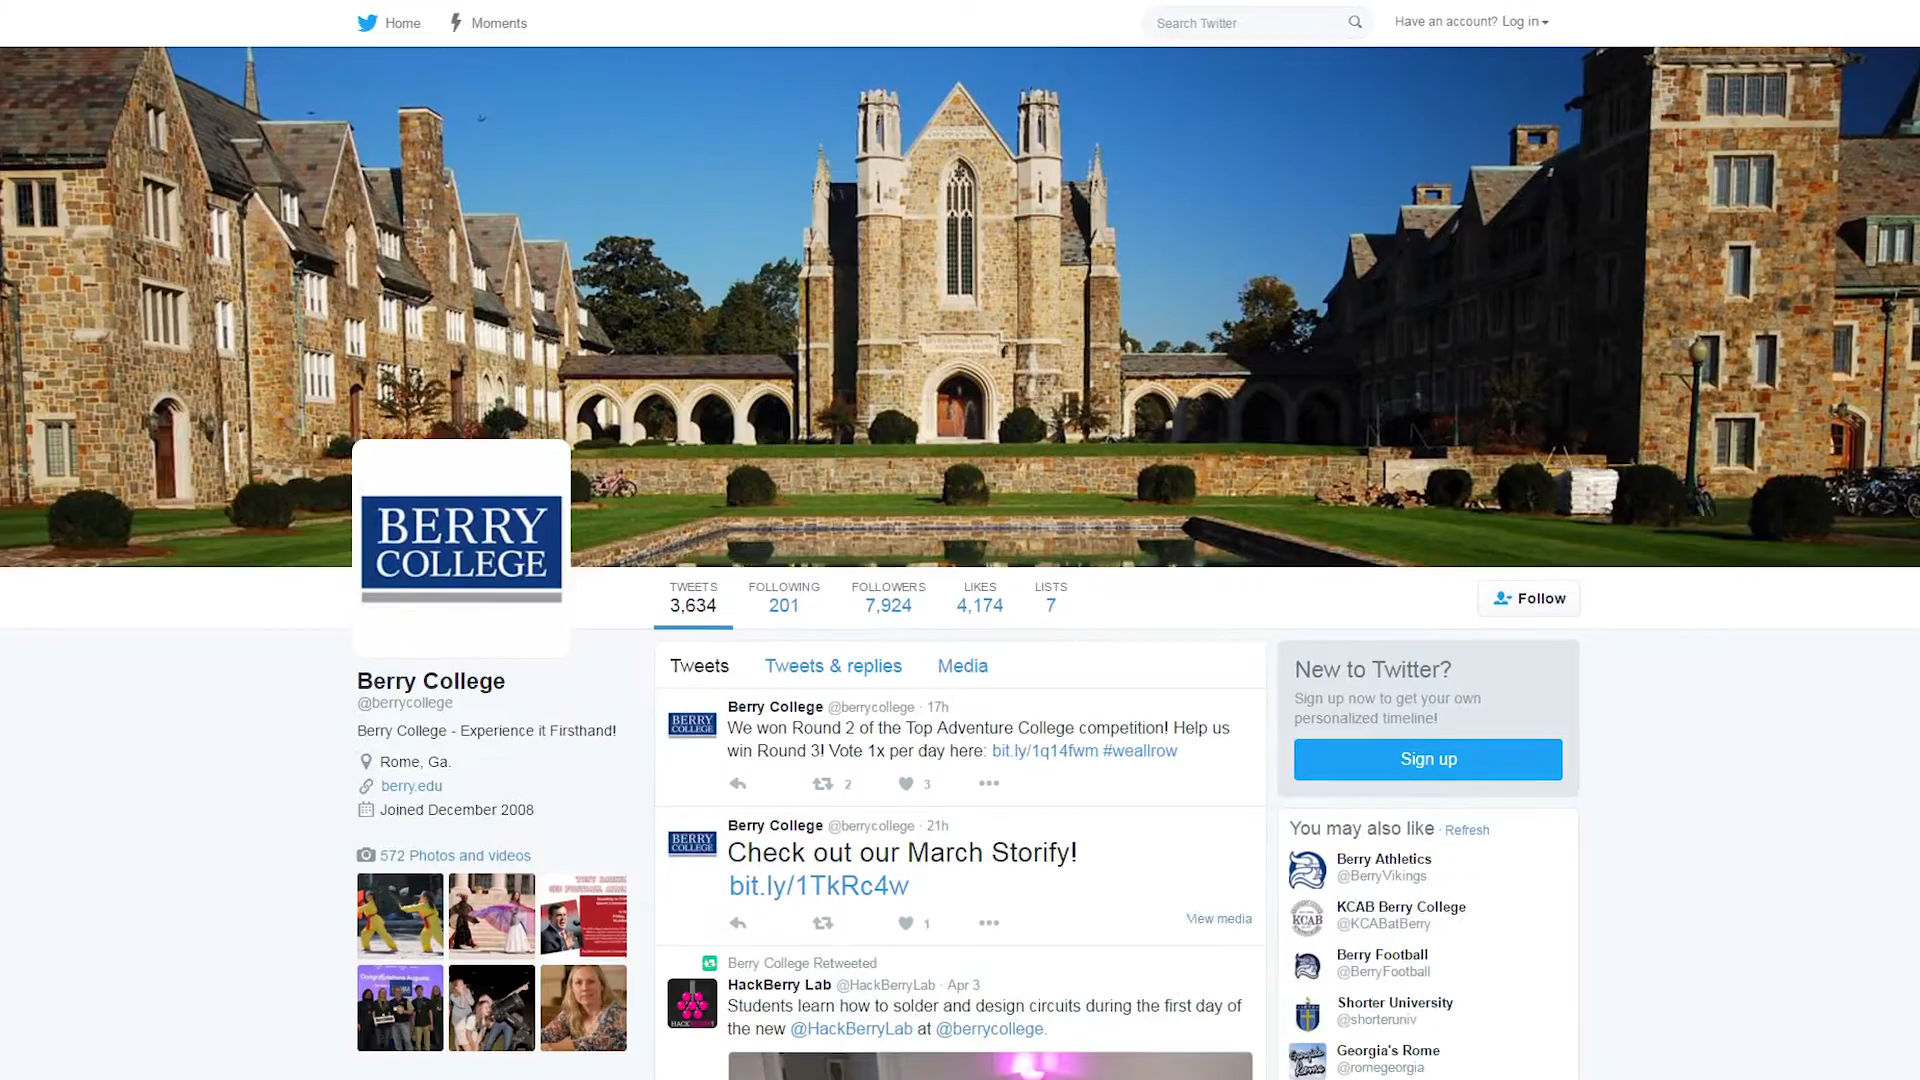 Home
Moments
Search Twitter
Have an account? Log in
BERRY
COLLEGE
TWEETS
3,634
FOLLOWING
201
FOLLOWERS
7,924
LIKES
4,174
LISTS
7
Follow
Berry College
@berrycollege
Berry College - Experience it Firsthand!
Rome, Ga.
berry.edu
Joined December 2008
572 Photos and videos
Tweets
Tweets & replies
Media
BERRY
COLLEGE
Berry College @berrycollege · 17h
We won Round 2 of the Top Adventure College competition! Help us
win Round 3! Vote 1x per day here: bit.ly/1q14fwm #weallrow
2
3
BERRY
COLLEGE
Berry College @berrycollege · 21h
Check out our March Storify!
bit.ly/1TkRc4w
1
View media
Berry College Retweeted
HackBerry Lab @HackBerryLab · Apr 3
Students learn how to solder and design circuits during the first day of
the new @HackBerryLab at @berrycollege.
New to Twitter?
Sign up now to get your own
personalized timeline!
Sign up
You may also like · Refresh
Berry Athletics
@BerryVikings
KCAB
KCAB Berry College
@KCABatBerry
Berry Football
@BerryFootball
Shorter University
@shorteruniv
Georgia's Rome
@romegeorgia